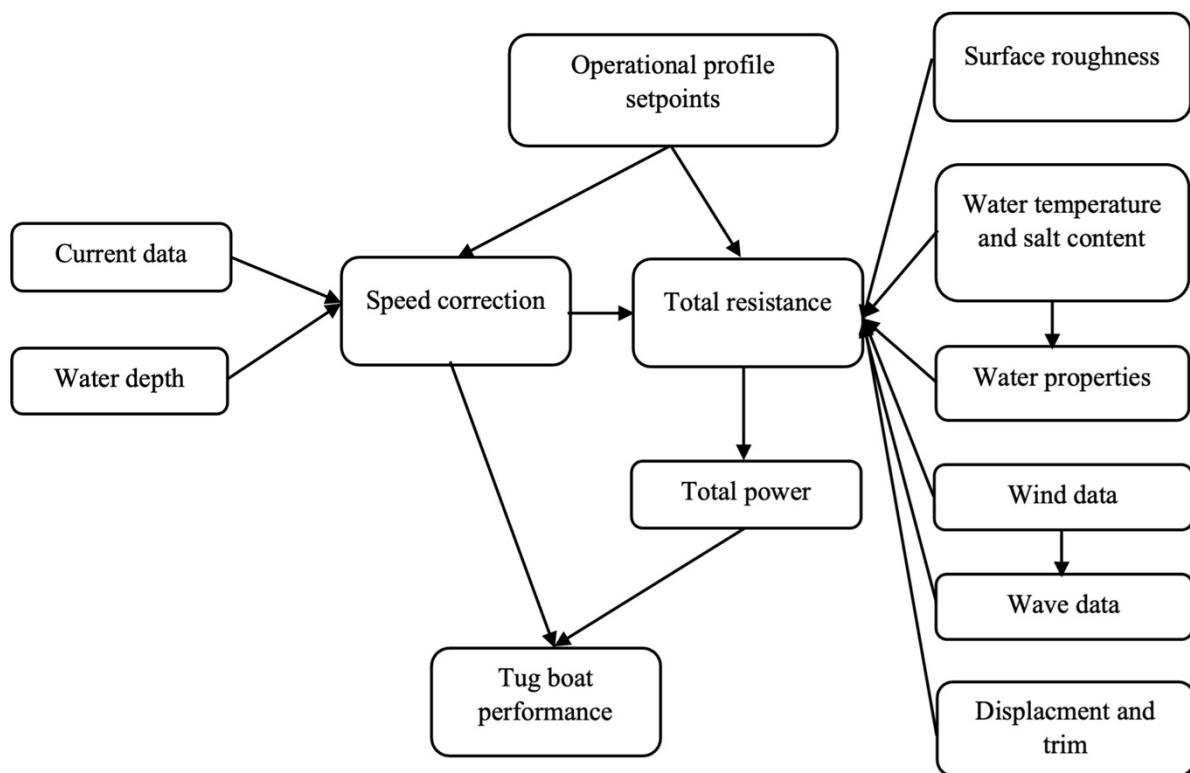 Operational profile
setpoints
Surface roughness
Water temperature
and salt content
Current data
Speed correction
Total resistance
Water depth
Water properties
Total power
Wind data
Wave data
Tug boat
performance
Displacment and
trim